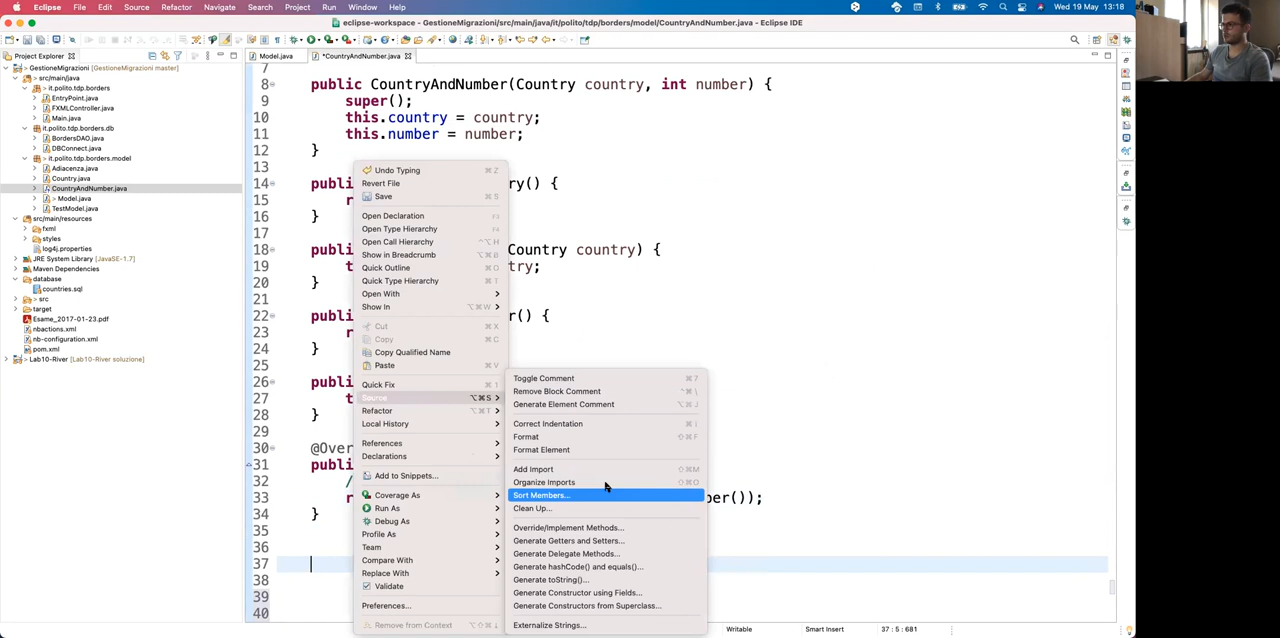 Eclipse File Edit Source Refactor Navigate Search Project Run Window Help Wed 19 May 13:18
eclipse-workspace - GestioneMigrazioni/src/main/java/it/polito/tdp/borders/model/CountryAndNumber.java - Eclipse IDE
Project Explorer
Model.java
*CountryAndNumber.java
GestioneMigrazioni [GestioneMigrazioni master]
> src/main/java
it.polito.tdp.borders
EntryPoint.java
FXMLController.java
Main.java
it.polito.tdp.borders.db
BordersDAO.java
DBConnect.java
> it.polito.tdp.borders.model
Adiacenza.java
Country.java
CountryAndNumber.java
> Model.java
TestModel.java
src/main/resources
fxml
styles
log4j.properties
JRE System Library [JavaSE-1.7]
Maven Dependencies
database
countries.sql
> src
target
Esame_2017-01-23.pdf
nbactions.xml
nb-configuration.xml
pom.xml
Lab10-River [Lab10-River soluzione]
7
8 public CountryAndNumber(Country country, int number) {
9 super();
10 this.country = country;
11 this.number = number;
12 }
13
14 publi ry() {
15 r
16 }
17
18 publi Country country) {
19 t try;
20 }
21
22 publi r() {
23 r
24 }
25
26 publi
27 t
28 }
29
30 @Over
31 publi
32 /
33 r ber());
34 }
35
36
37
38
39
40
Undo Typing ⌘Z
Revert File
Save ⌘S
Open Declaration F3
Open Type Hierarchy F4
Open Call Hierarchy ^⌥H
Show in Breadcrumb ⌥⌘B
Quick Outline ⌘O
Quick Type Hierarchy ⌘T
Open With >
Show In ⌥⌘W >
Cut ⌘X
Copy ⌘C
Copy Qualified Name
Paste ⌘V
Quick Fix ⌘1
Source ⌥⌘S >
Refactor ⌥⌘T >
Local History >
References >
Declarations >
Add to Snippets...
Coverage As >
Run As >
Debug As >
Profile As >
Team >
Compare With >
Replace With >
Validate
Preferences...
Remove from Context
Toggle Comment ⌘7
Remove Block Comment ^⌘\
Generate Element Comment ⌥⌘J
Correct Indentation ⌘I
Format ⇧⌘F
Format Element
Add Import ⇧⌘M
Organize Imports ⇧⌘O
Sort Members...
Clean Up...
Override/Implement Methods...
Generate Getters and Setters...
Generate Delegate Methods...
Generate hashCode() and equals()...
Generate toString()...
Generate Constructor using Fields...
Generate Constructors from Superclass...
Externalize Strings...
Writable Smart Insert 37 : 5 : 681